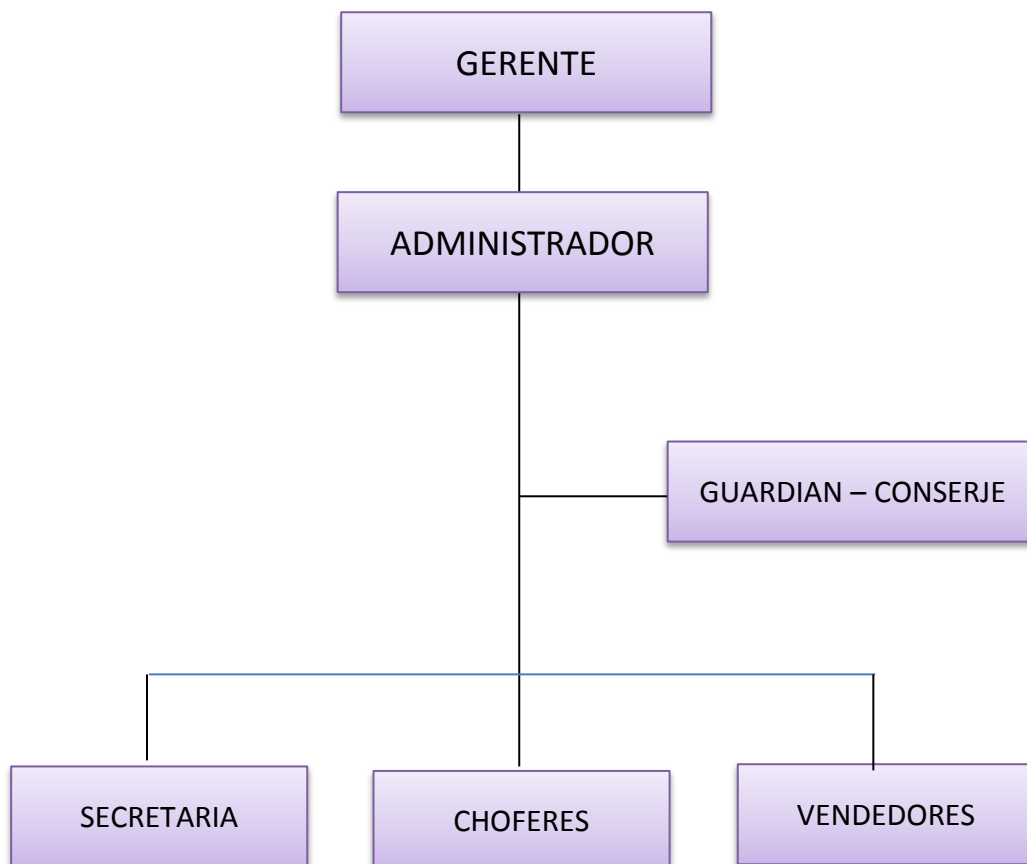 GERENTE
ADMINISTRADOR
GUARDIAN – CONSERJE
SECRETARIA
CHOFERES
VENDEDORES